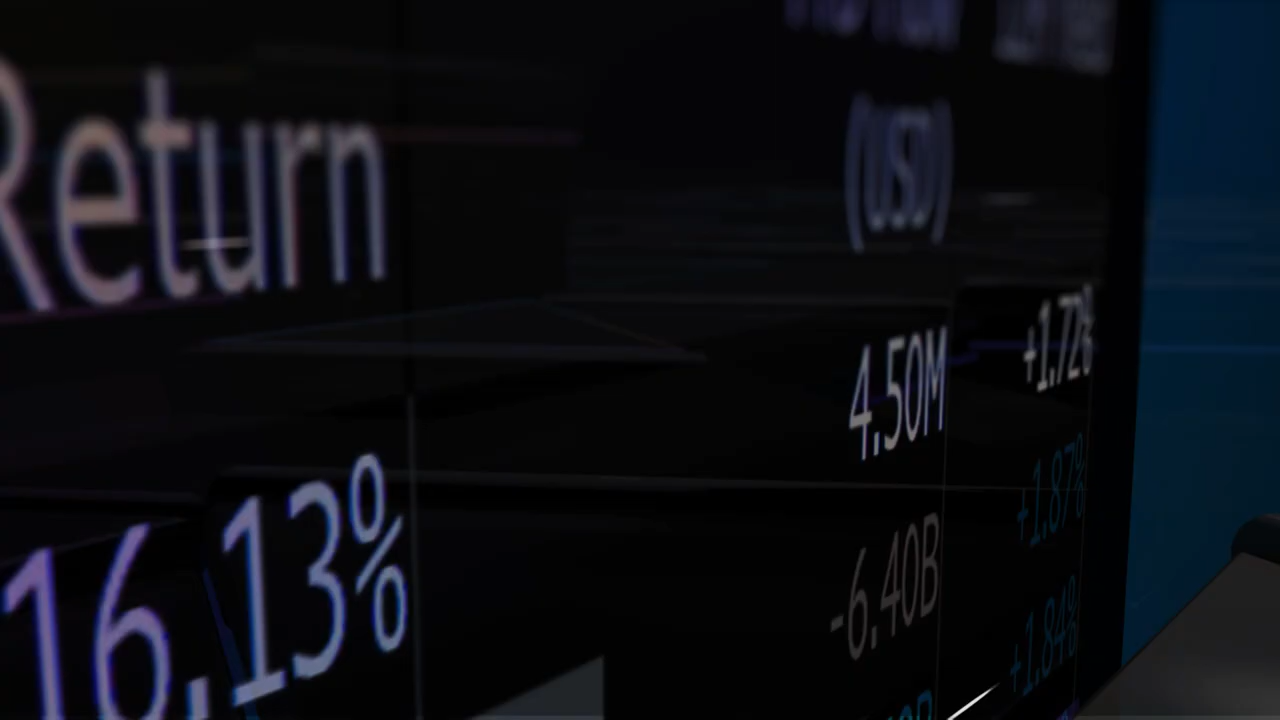 Return
(USD)
4.50M +1.72%
-6.40B +1.87%
16.13% +1.84%